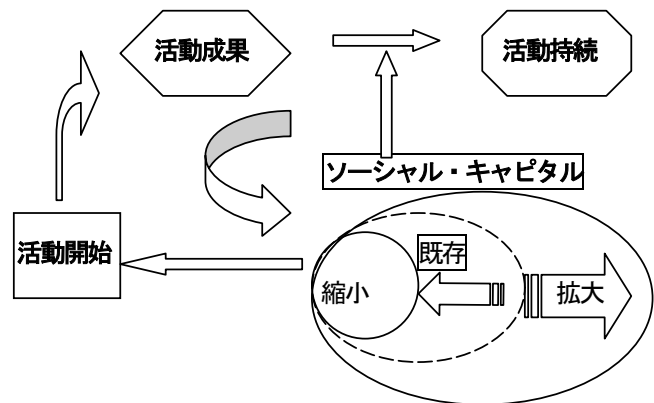 活動成果
活動持続
ソーシャル・キャピタル
活動開始
既存
縮小
拡大